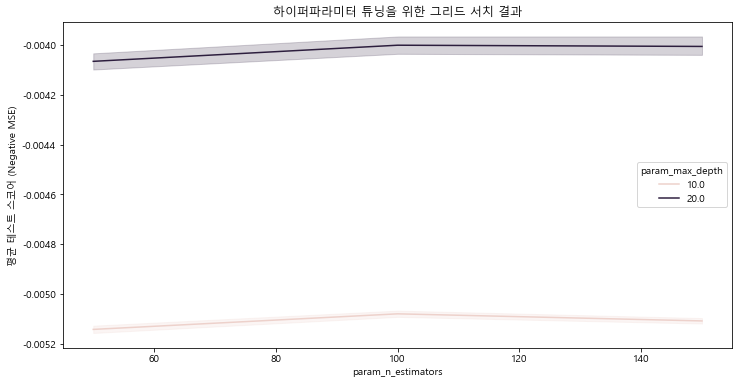 하이퍼파라미터 튜닝을 위한 그리드 서치 결과
평균 테스트 스코어 (Negative MSE)
-0.0040
-0.0042
-0.0044
-0.0046
-0.0048
-0.0050
-0.0052
param_max_depth
10.0
20.0
60 80 100 120 140
param_n_estimators